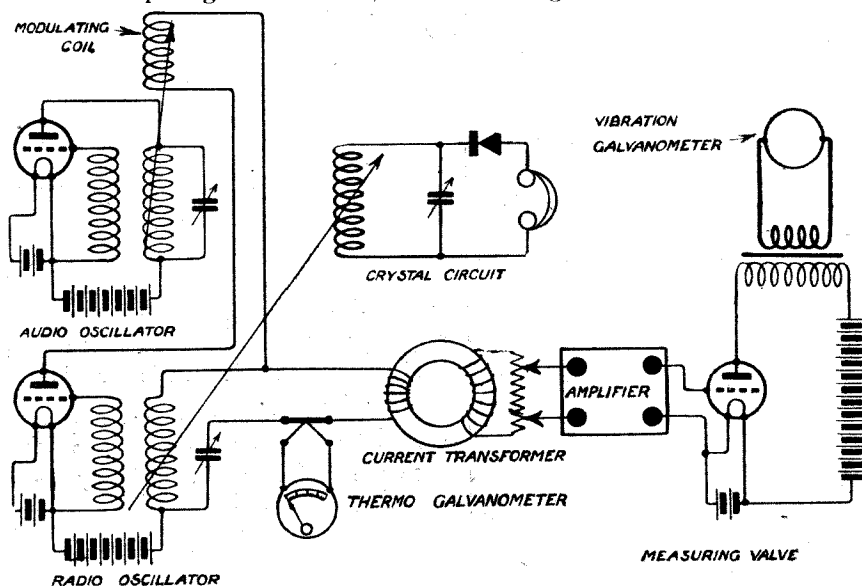 MODULATING
COIL
VIBRATION
GALVANOMETER
CRYSTAL CIRCUIT
AUDIO OSCILLATOR
AMPLIFIER
CURRENT TRANSFORMER
THERMO GALVANOMETER
MEASURING VALVE
RADIO OSCILLATOR